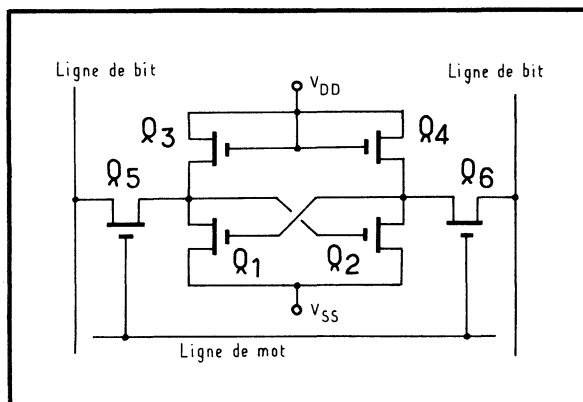 Ligne de bit
Ligne de bit
VDD
Q3
Q4
Q5
Q6
Q1
Q2
VSS
Ligne de mot